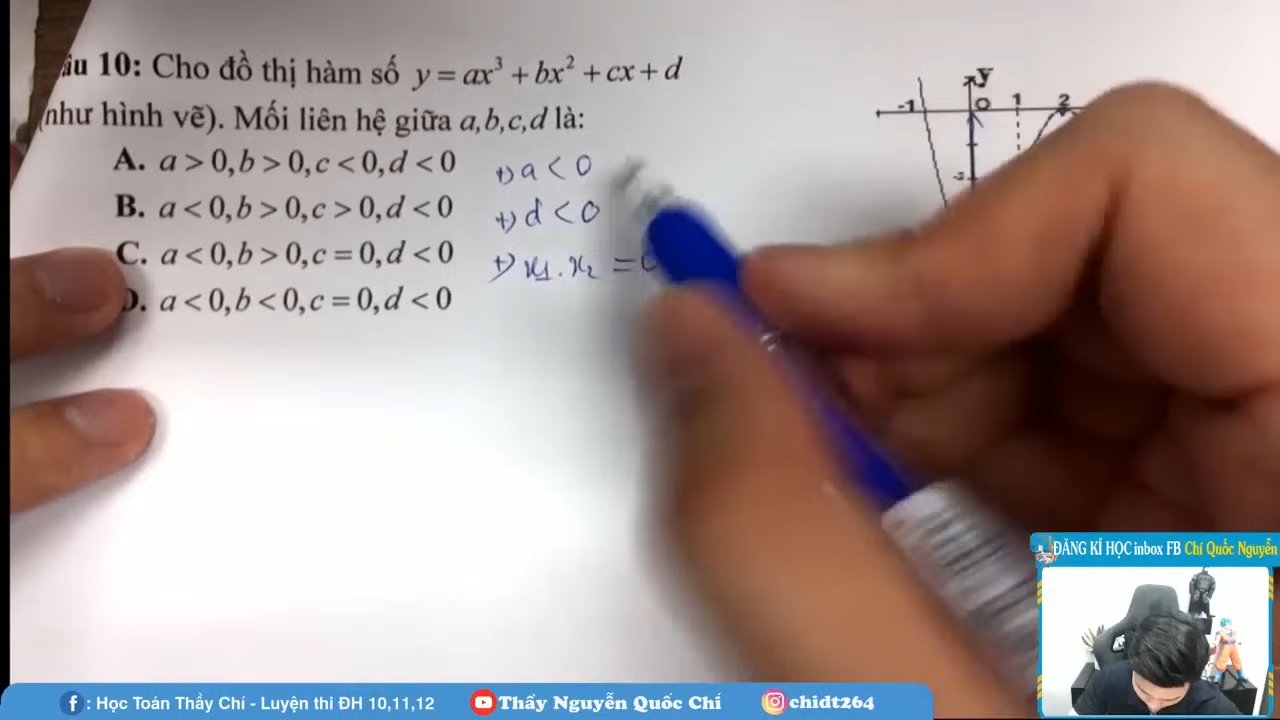 âu 10: Cho đồ thị hàm số y = ax³ + bx² + cx + d
(như hình vẽ). Mối liên hệ giữa a,b,c,d là:
A. a > 0, b > 0, c < 0, d < 0
B. a < 0, b > 0, c > 0, d < 0
C. a < 0, b > 0, c = 0, d < 0
D. a < 0, b < 0, c = 0, d < 0
+) a < 0
+) d < 0
+) x₁ . x₂ = 0
y
-1 O 1 2
ĐĂNG KÍ HỌC inbox FB Chí Quốc Nguyễn
: Học Toán Thầy Chí - Luyện thi ĐH 10,11,12
Thầy Nguyễn Quốc Chí
chidt264